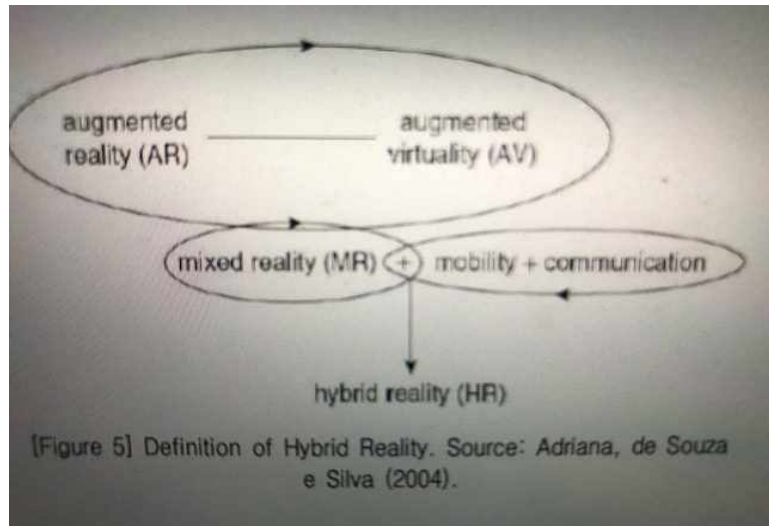 augmented augmented
reality (AR) virtuality (AV)
mixed reality (MR) + mobility + communication
hybrid reality (HR)
[Figure 5] Definition of Hybrid Reality. Source: Adriana, de Souza
e Silva (2004).